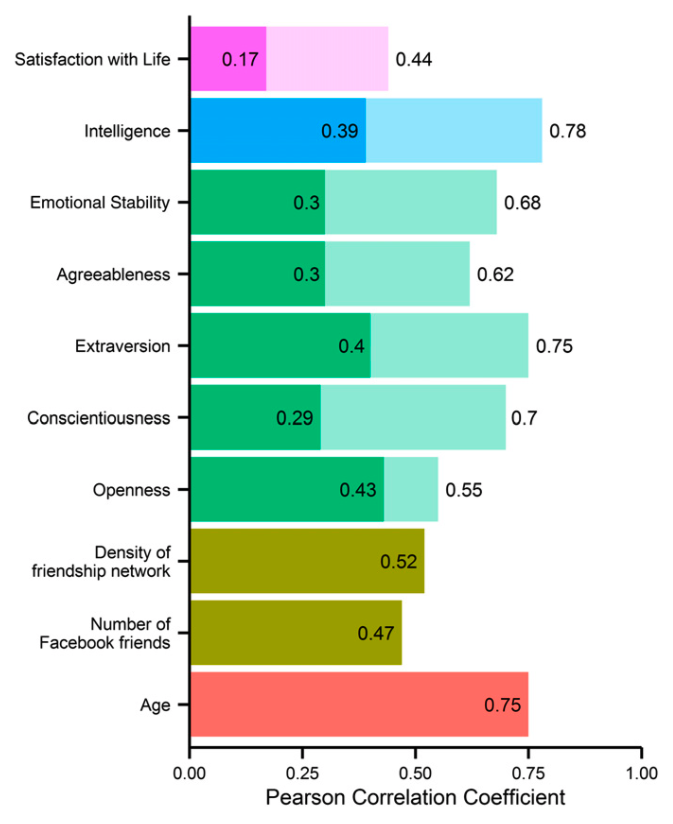 Satisfaction with Life 0.17 0.44
Intelligence 0.39 0.78
Emotional Stability 0.3 0.68
Agreeableness 0.3 0.62
Extraversion 0.4 0.75
Conscientiousness 0.29 0.7
Openness 0.43 0.55
Density of
friendship network 0.52
Number of
Facebook friends 0.47
Age 0.75
0.00 0.25 0.50 0.75 1.00
Pearson Correlation Coefficient